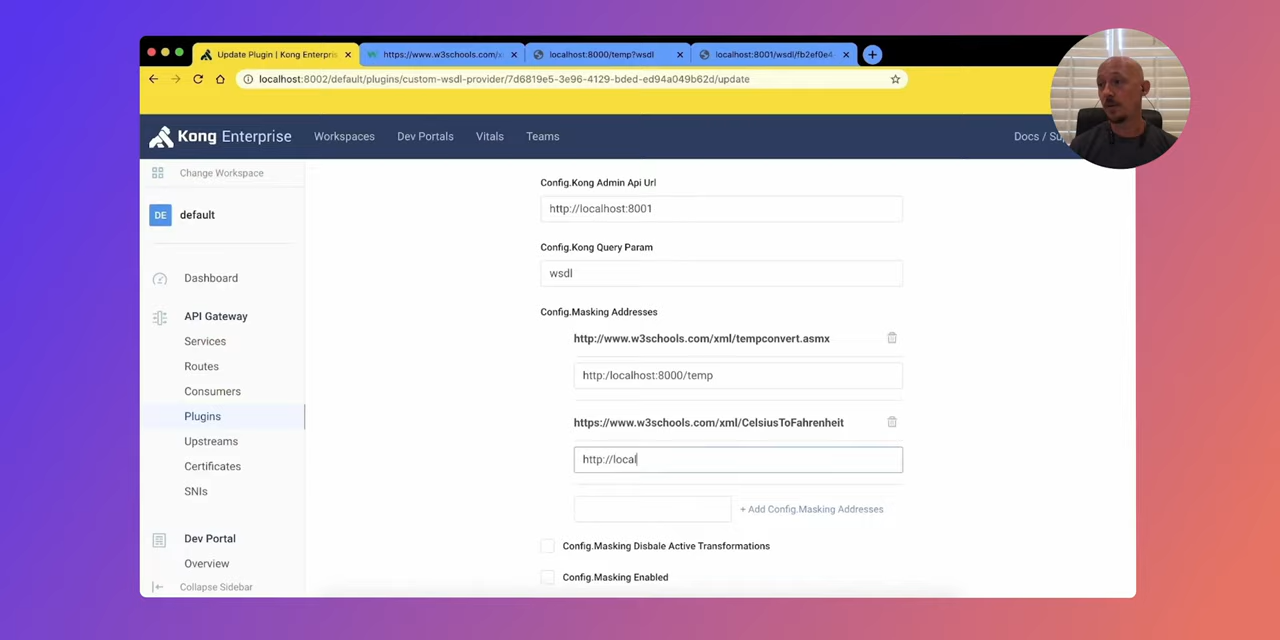 Update Plugin | Kong Enterpris
https://www.w3schools.com/x
localhost:8000/temp?wsdl
localhost:8001/wsdl/fb2ef0e4-
localhost:8002/default/plugins/custom-wsdl-provider/7d6819e5-3e96-4129-bded-ed94a049b62d/update
Kong Enterprise
Workspaces
Dev Portals
Vitals
Teams
Docs / Su
Change Workspace
DE
default
Dashboard
API Gateway
Services
Routes
Consumers
Plugins
Upstreams
Certificates
SNIs
Dev Portal
Overview
Collapse Sidebar
Config.Kong Admin Api Url
http://localhost:8001
Config.Kong Query Param
wsdl
Config.Masking Addresses
http://www.w3schools.com/xml/tempconvert.asmx
http:/localhost:8000/temp
https://www.w3schools.com/xml/CelsiusToFahrenheit
http://local
+ Add Config.Masking Addresses
Config.Masking Disbale Active Transformations
Config.Masking Enabled